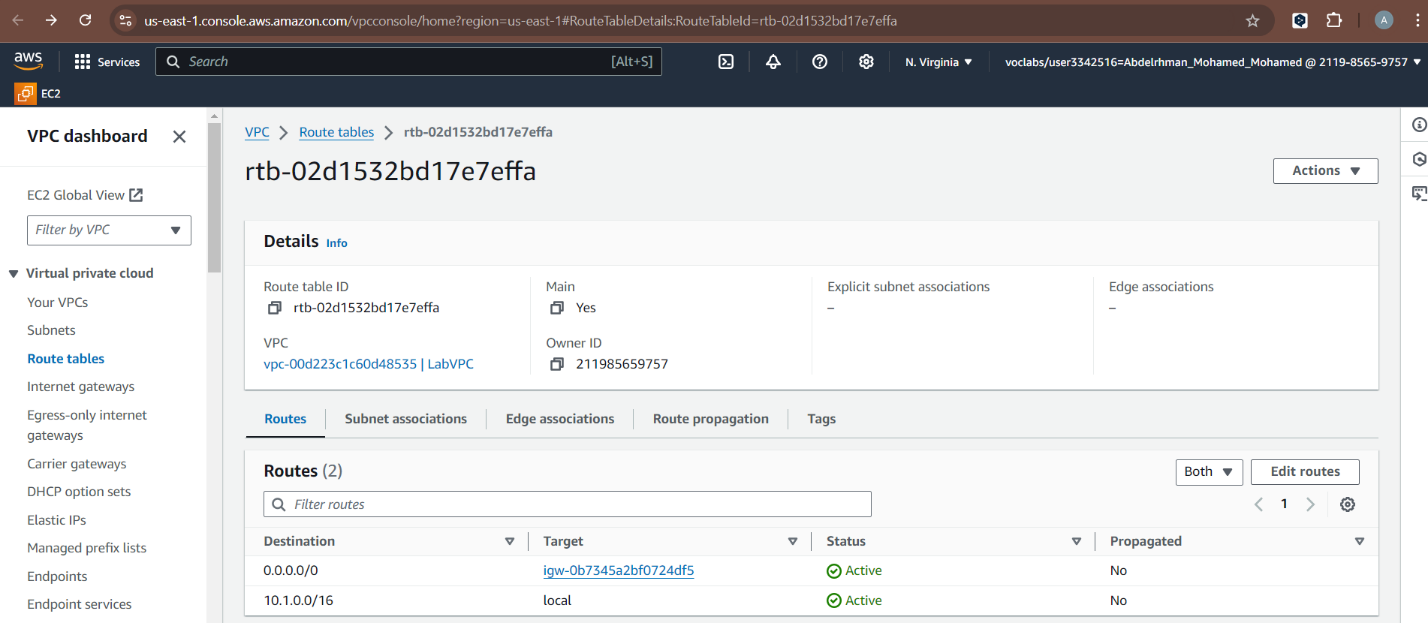 us-east-1.console.aws.amazon.com/vpcconsole/home?region=us-east-1#RouteTableDetails:RouteTableId=rtb-02d1532bd17e7effa
A
aws
Services
Search
[Alt+S]
N. Virginia
voclabs/user3342516=Abdelrhman_Mohamed_Mohamed @ 2119-8565-9757
EC2
VPC dashboard
EC2 Global View
Filter by VPC
Virtual private cloud
Your VPCs
Subnets
Route tables
Internet gateways
Egress-only internet
gateways
Carrier gateways
DHCP option sets
Elastic IPs
Managed prefix lists
Endpoints
Endpoint services
VPC > Route tables > rtb-02d1532bd17e7effa
rtb-02d1532bd17e7effa
Actions
Details Info
Route table ID
rtb-02d1532bd17e7effa
Main
Yes
Explicit subnet associations
–
Edge associations
–
VPC
vpc-00d223c1c60d48535 | LabVPC
Owner ID
211985659757
Routes
Subnet associations
Edge associations
Route propagation
Tags
Routes (2)
Both
Edit routes
Filter routes
1
Destination Target Status Propagated
0.0.0.0/0 igw-0b7345a2bf0724df5 Active No
10.1.0.0/16 local Active No